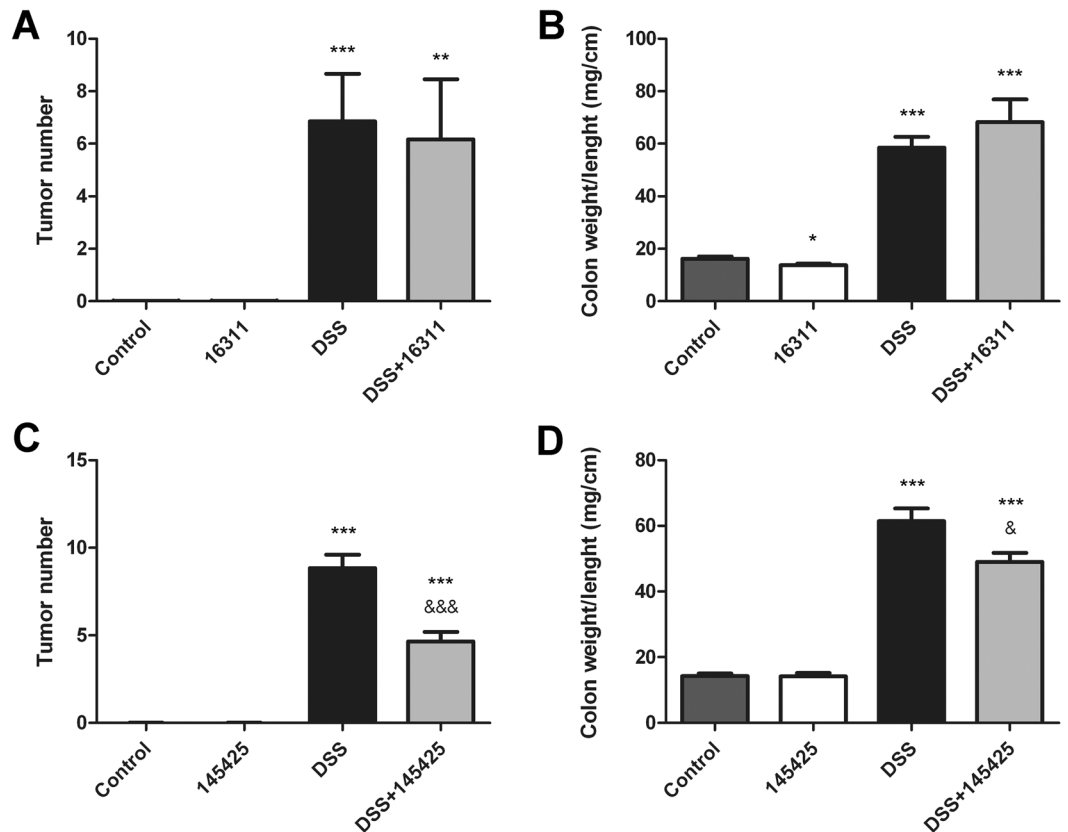 A
Tumor number
10
8
6
4
2
0
***
**
Control
16311
DSS
DSS+16311
B
Colon weight/lenght (mg/cm)
100
80
60
40
20
0
*
***
***
Control
16311
DSS
DSS+16311
C
Tumor number
15
10
5
0
***
***
&&&
Control
145425
DSS
DSS+145425
D
Colon weight/lenght (mg/cm)
80
60
40
20
0
***
***
&
Control
145425
DSS
DSS+145425